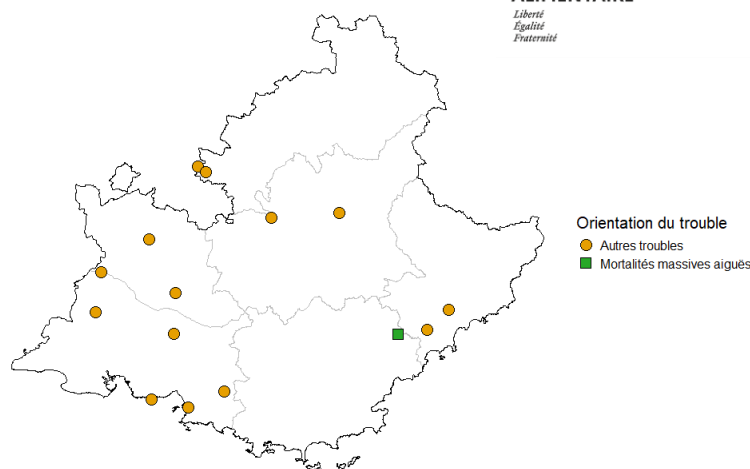 Liberté
Égalité
Fraternité
Orientation du trouble
Autres troubles
Mortalités massives aiguës